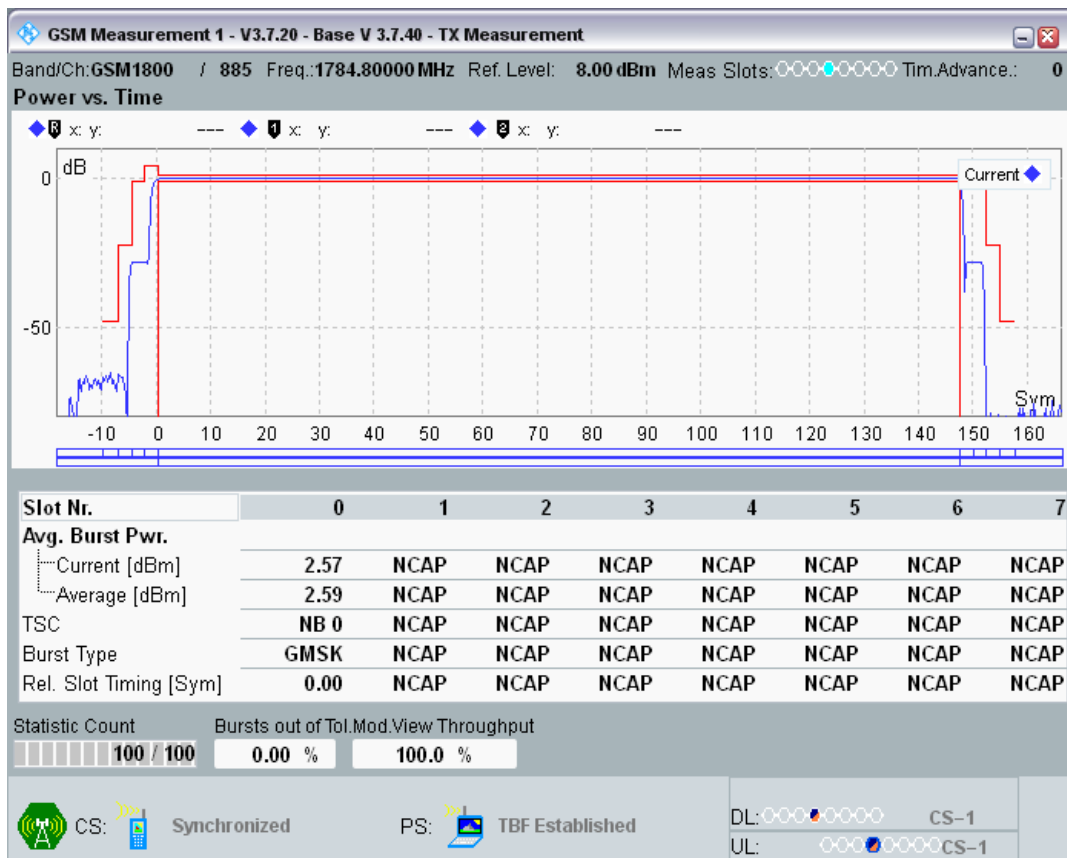 GSM Measurement 1 - V3.7.20 - Base V 3.7.40 - TX Measurement
Band/Ch:GSM1800 / 885 Freq.:1784.80000 MHz Ref. Level: 8.00 dBm Meas Slots: Tim.Advance.: 0
Power vs. Time
R x: y: --- 1 x: y: --- 2 x: y: ---
dB
0
Current
-50
Sym
-10 0 10 20 30 40 50 60 70 80 90 100 110 120 130 140 150 160
Slot Nr. 0 1 2 3 4 5 6 7
Avg. Burst Pwr.
Current [dBm] 2.57 NCAP NCAP NCAP NCAP NCAP NCAP NCAP
Average [dBm] 2.59 NCAP NCAP NCAP NCAP NCAP NCAP NCAP
TSC NB 0 NCAP NCAP NCAP NCAP NCAP NCAP NCAP
Burst Type GMSK NCAP NCAP NCAP NCAP NCAP NCAP NCAP
Rel. Slot Timing [Sym] 0.00 NCAP NCAP NCAP NCAP NCAP NCAP NCAP
Statistic Count Bursts out of Tol.Mod.View Throughput
100 / 100 0.00 % 100.0 %
CS: Synchronized PS: TBF Established DL: CS-1
UL: CS-1